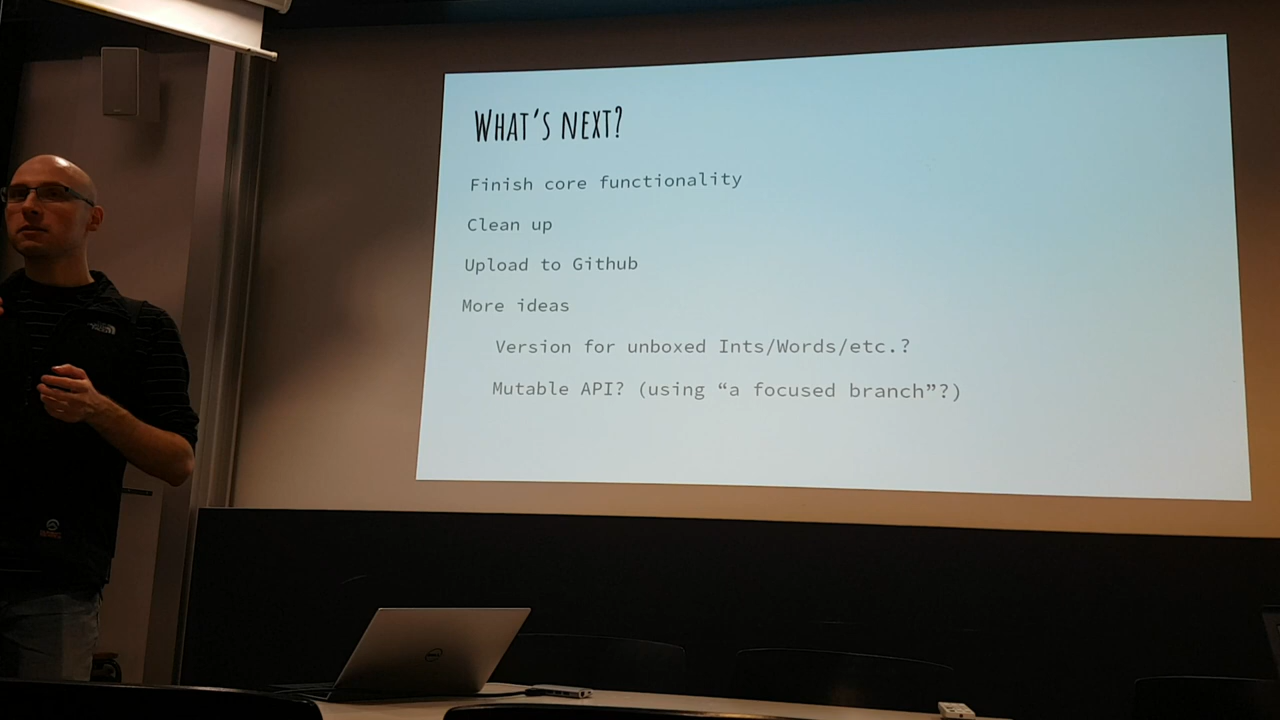 What's next?
Finish core functionality
Clean up
Upload to Github
More ideas
Version for unboxed Ints/Words/etc.?
Mutable API? (using “a focused branch”?)
DELL